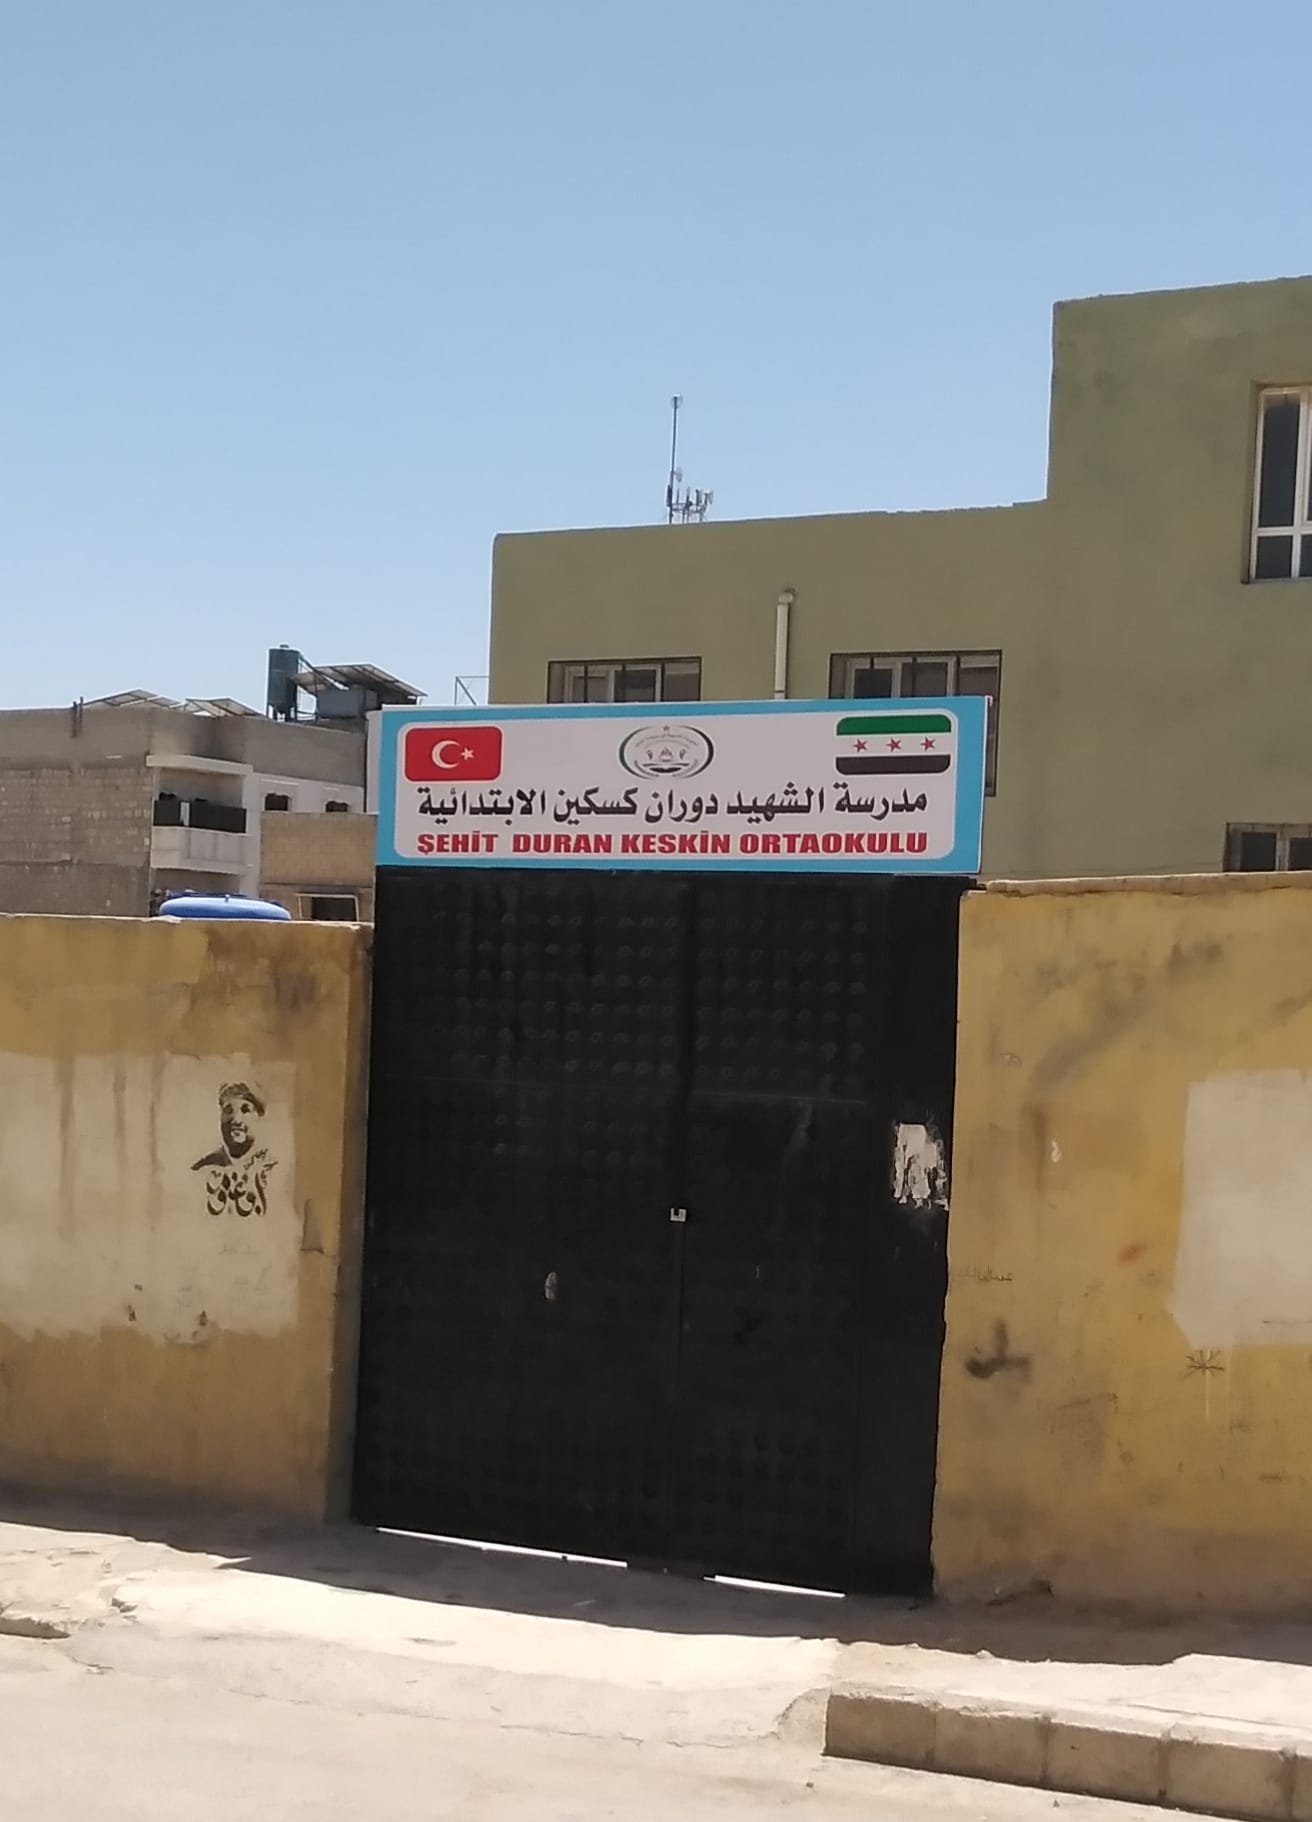 مدرسة الشهيد دوران كسكين الابتدائية
ŞEHİT DURAN KESKİN ORTAOKULU